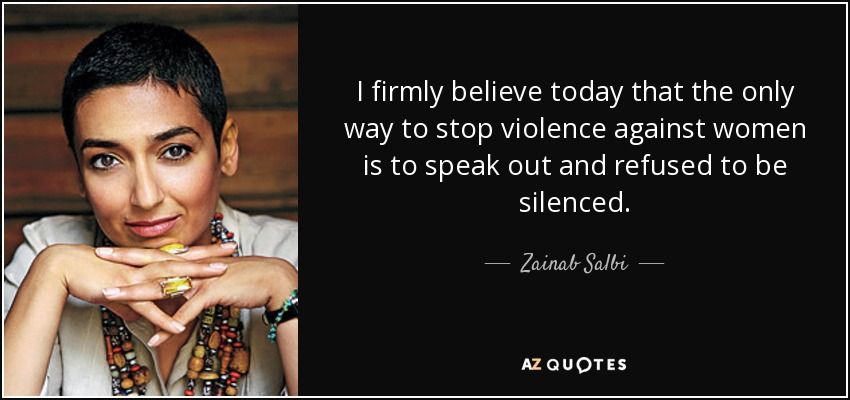 I firmly believe today that the only
way to stop violence against women
is to speak out and refused to be
silenced.
Zainab Salbi
AZ QUOTES